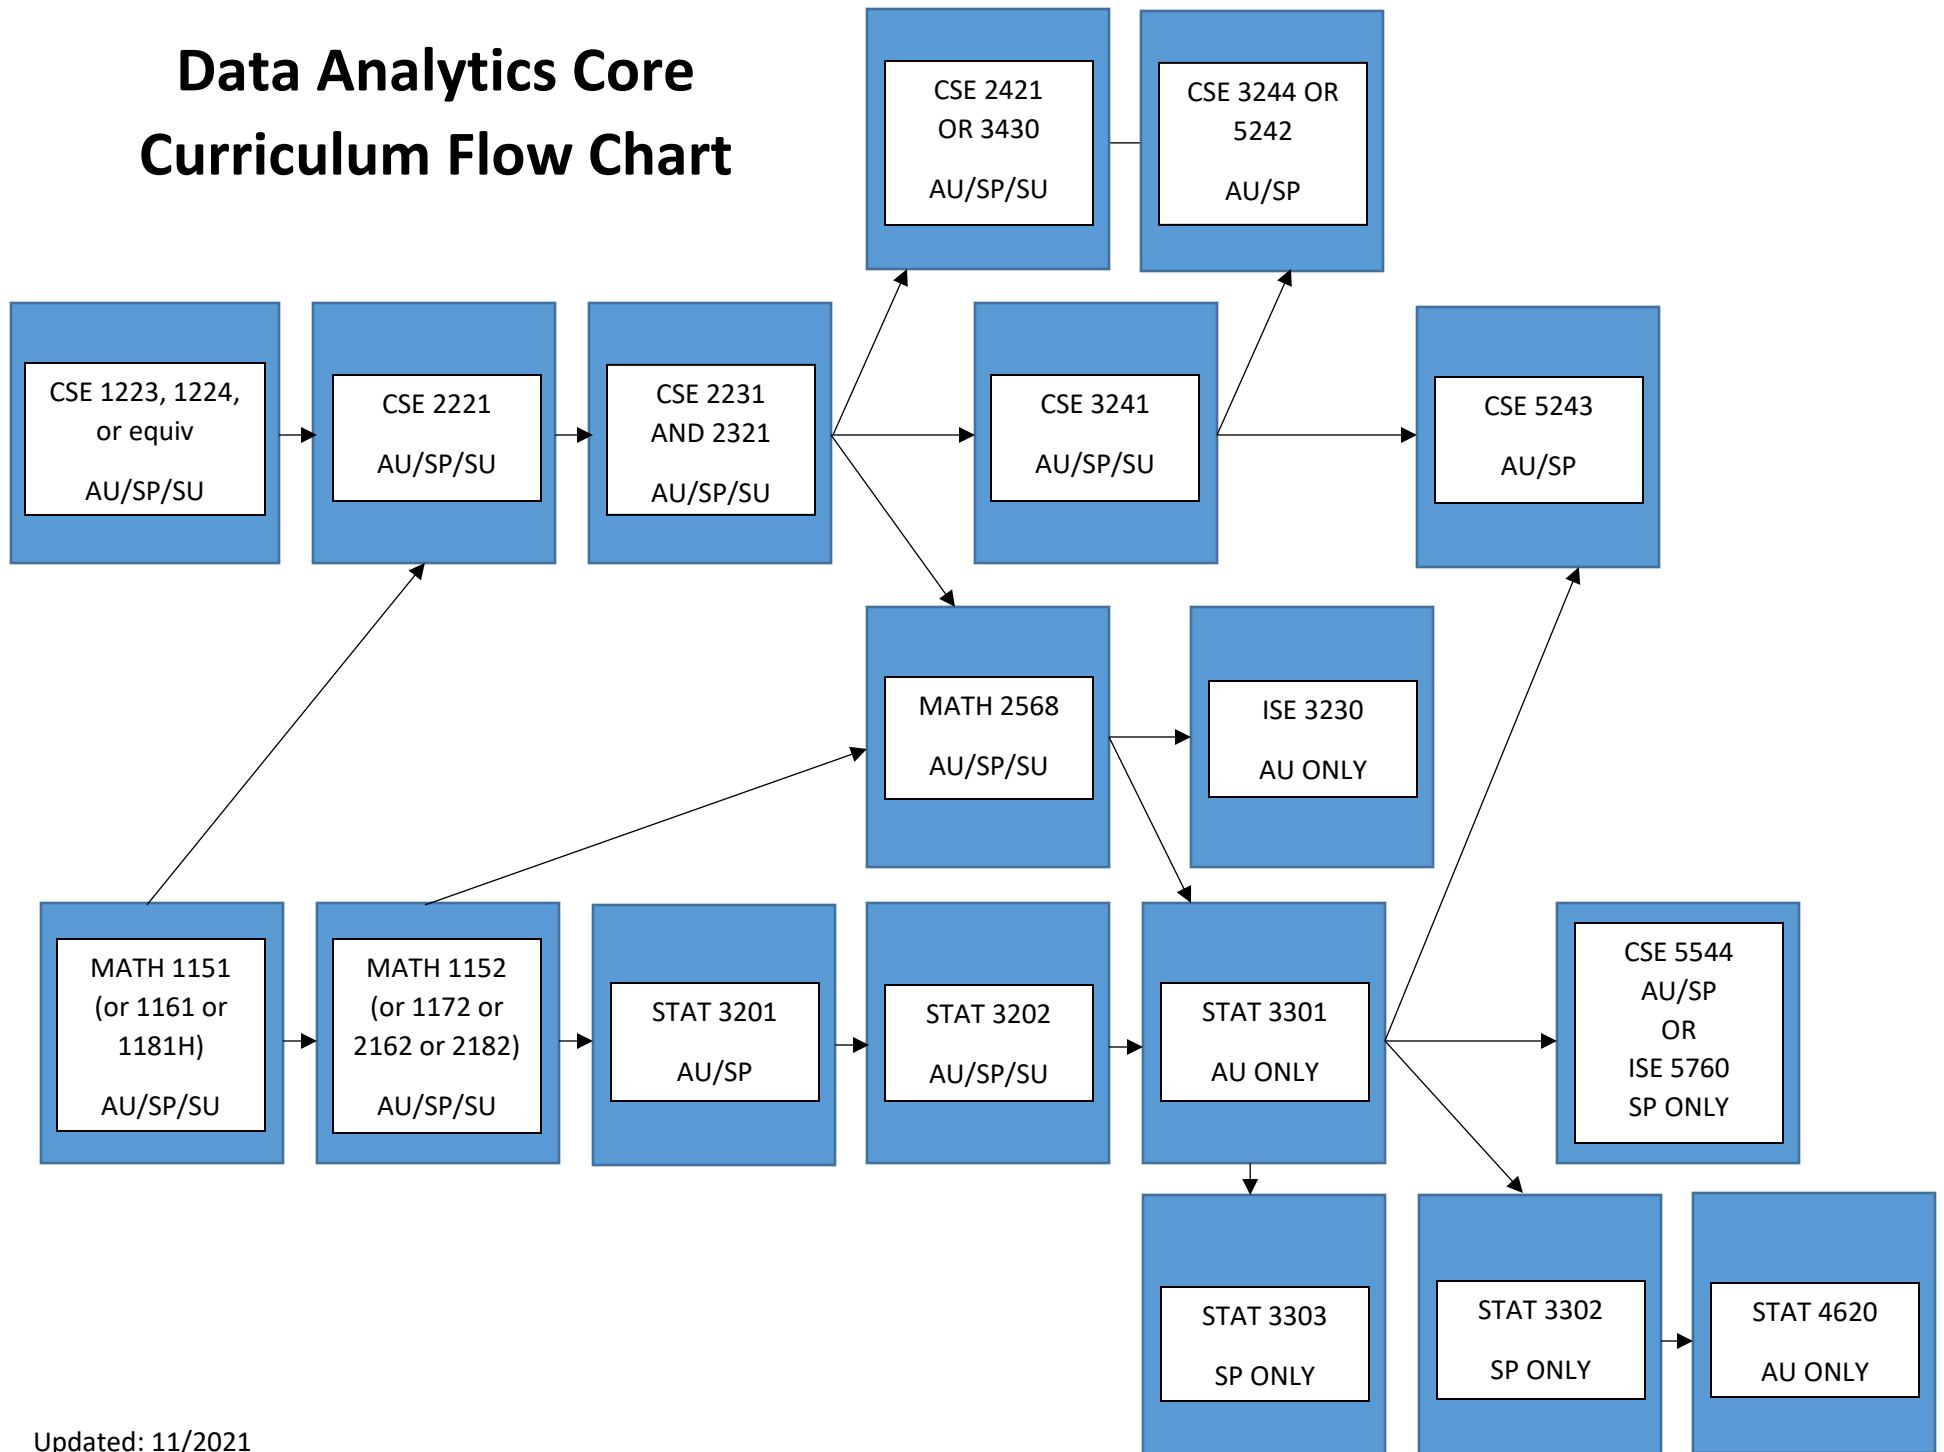 Data Analytics Core
Curriculum Flow Chart
CSE 2421
OR 3430
AU/SP/SU
CSE 3244 OR
5242
AU/SP
CSE 1223, 1224,
or equiv
AU/SP/SU
CSE 2221
AU/SP/SU
CSE 2231
AND 2321
AU/SP/SU
CSE 3241
AU/SP/SU
CSE 5243
AU/SP
MATH 2568
AU/SP/SU
ISE 3230
AU ONLY
MATH 1151
(or 1161 or
1181H)
AU/SP/SU
MATH 1152
(or 1172 or
2162 or 2182)
AU/SP/SU
STAT 3201
AU/SP
STAT 3202
AU/SP/SU
STAT 3301
AU ONLY
CSE 5544
AU/SP
OR
ISE 5760
SP ONLY
STAT 3303
SP ONLY
STAT 3302
SP ONLY
STAT 4620
AU ONLY
Updated: 11/2021